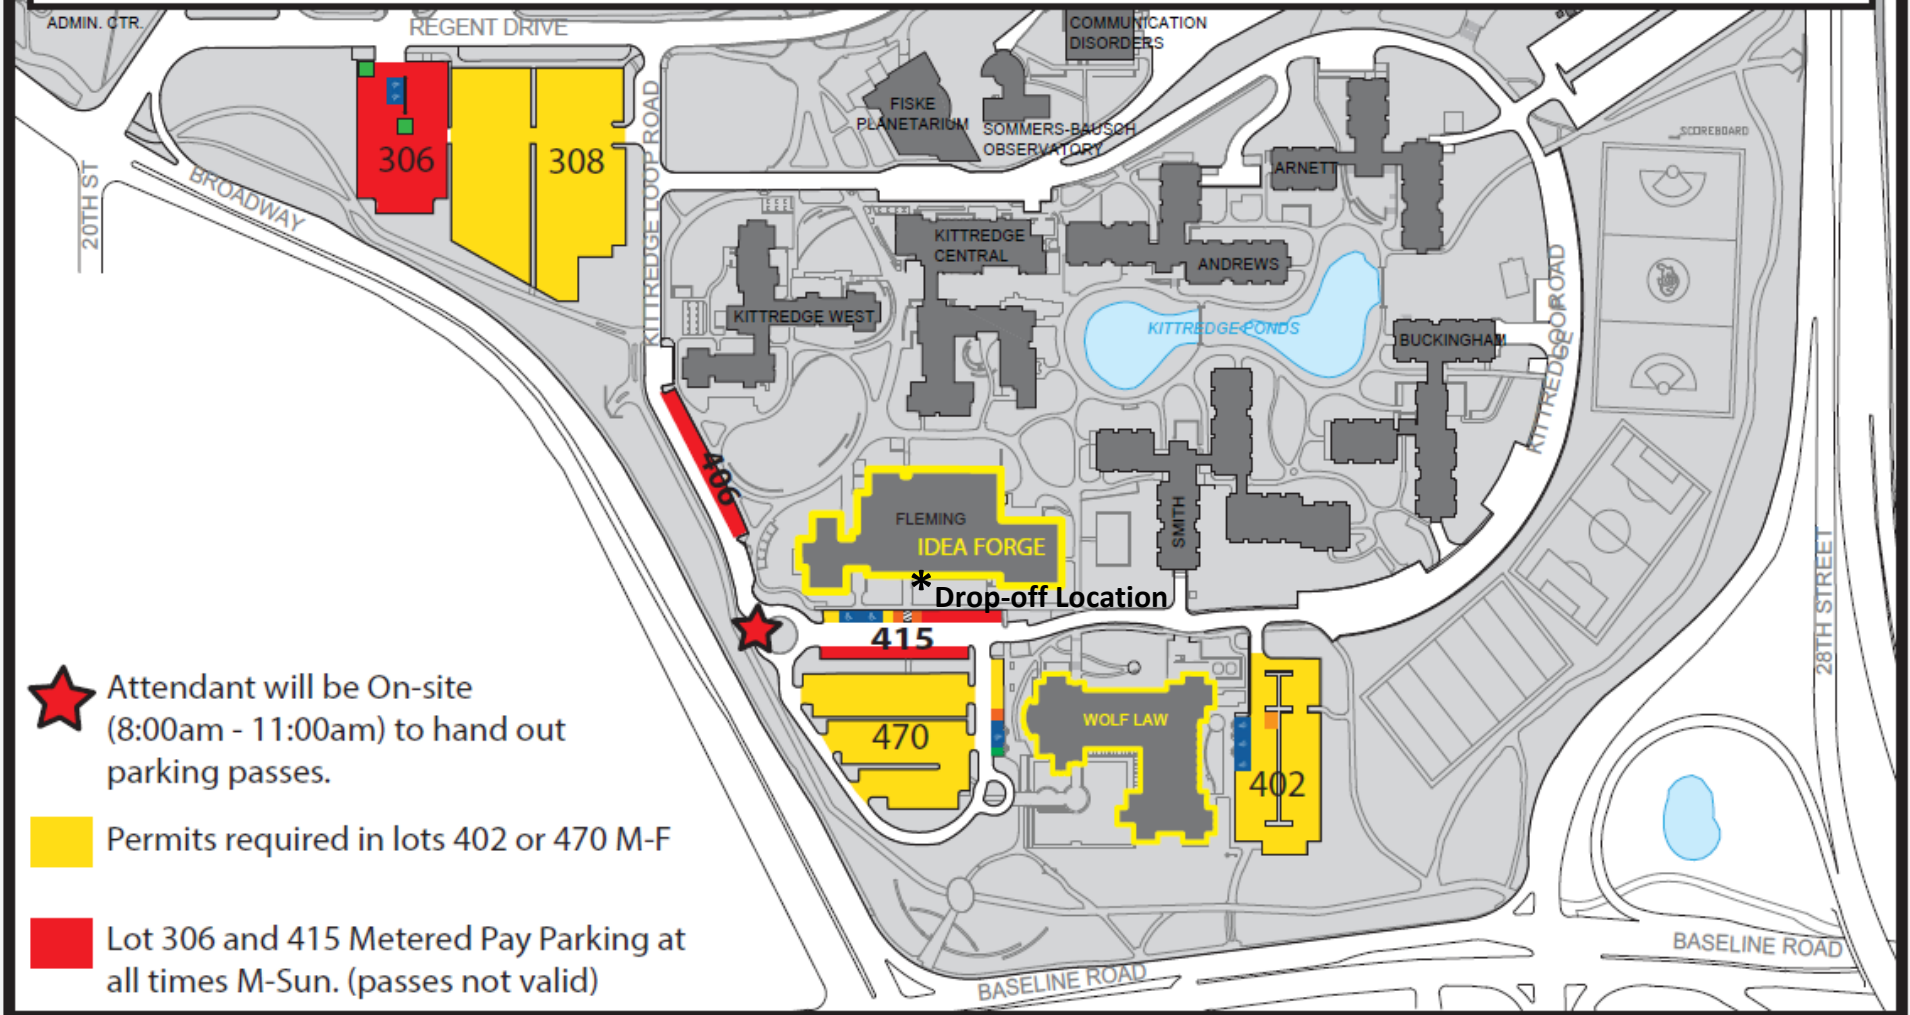 ADMIN. CTR.
REGENT DRIVE
COMMUNICATION
DISORDERS
FISKE
PLANETARIUM
SOMMERS-BAUSCH
OBSERVATORY
SCOREBOARD
306
308
KITTREDGE LOOP ROAD
20TH ST
BROADWAY
ARNETT
KITTREDGE
CENTRAL
ANDREWS
KITTREDGE WEST
KITTREDGE PONDS
BUCKINGHAM
KITTREDGE LOOP ROAD
406
FLEMING
IDEA FORGE
SMITH
* Drop-off Location
415
28TH STREET
Attendant will be On-site
(8:00am - 11:00am) to hand out
parking passes.
470
WOLF LAW
402
Permits required in lots 402 or 470 M-F
Lot 306 and 415 Metered Pay Parking at
all times M-Sun. (passes not valid)
BASELINE ROAD
BASELINE ROAD